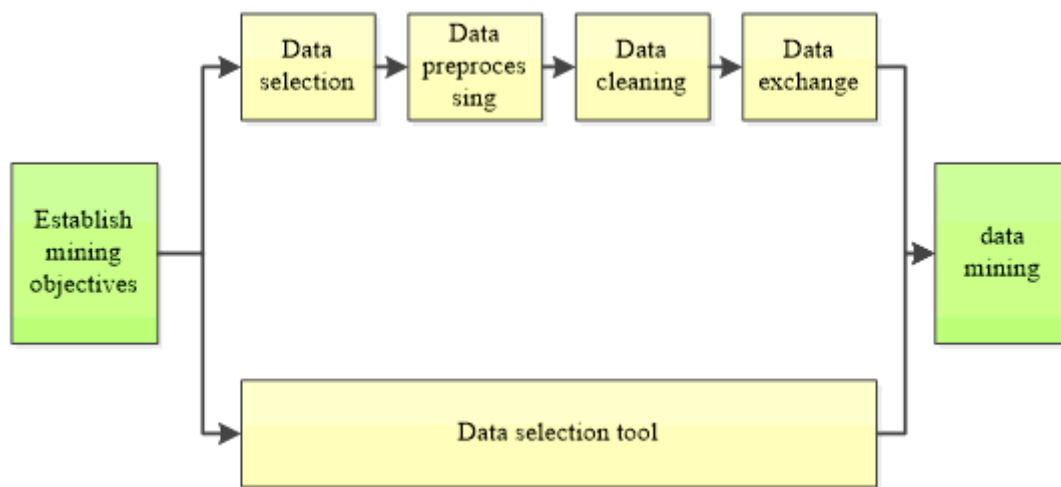 Establish
mining
objectives
Data
selection
Data
preproces
sing
Data
cleaning
Data
exchange
Data selection tool
data
mining